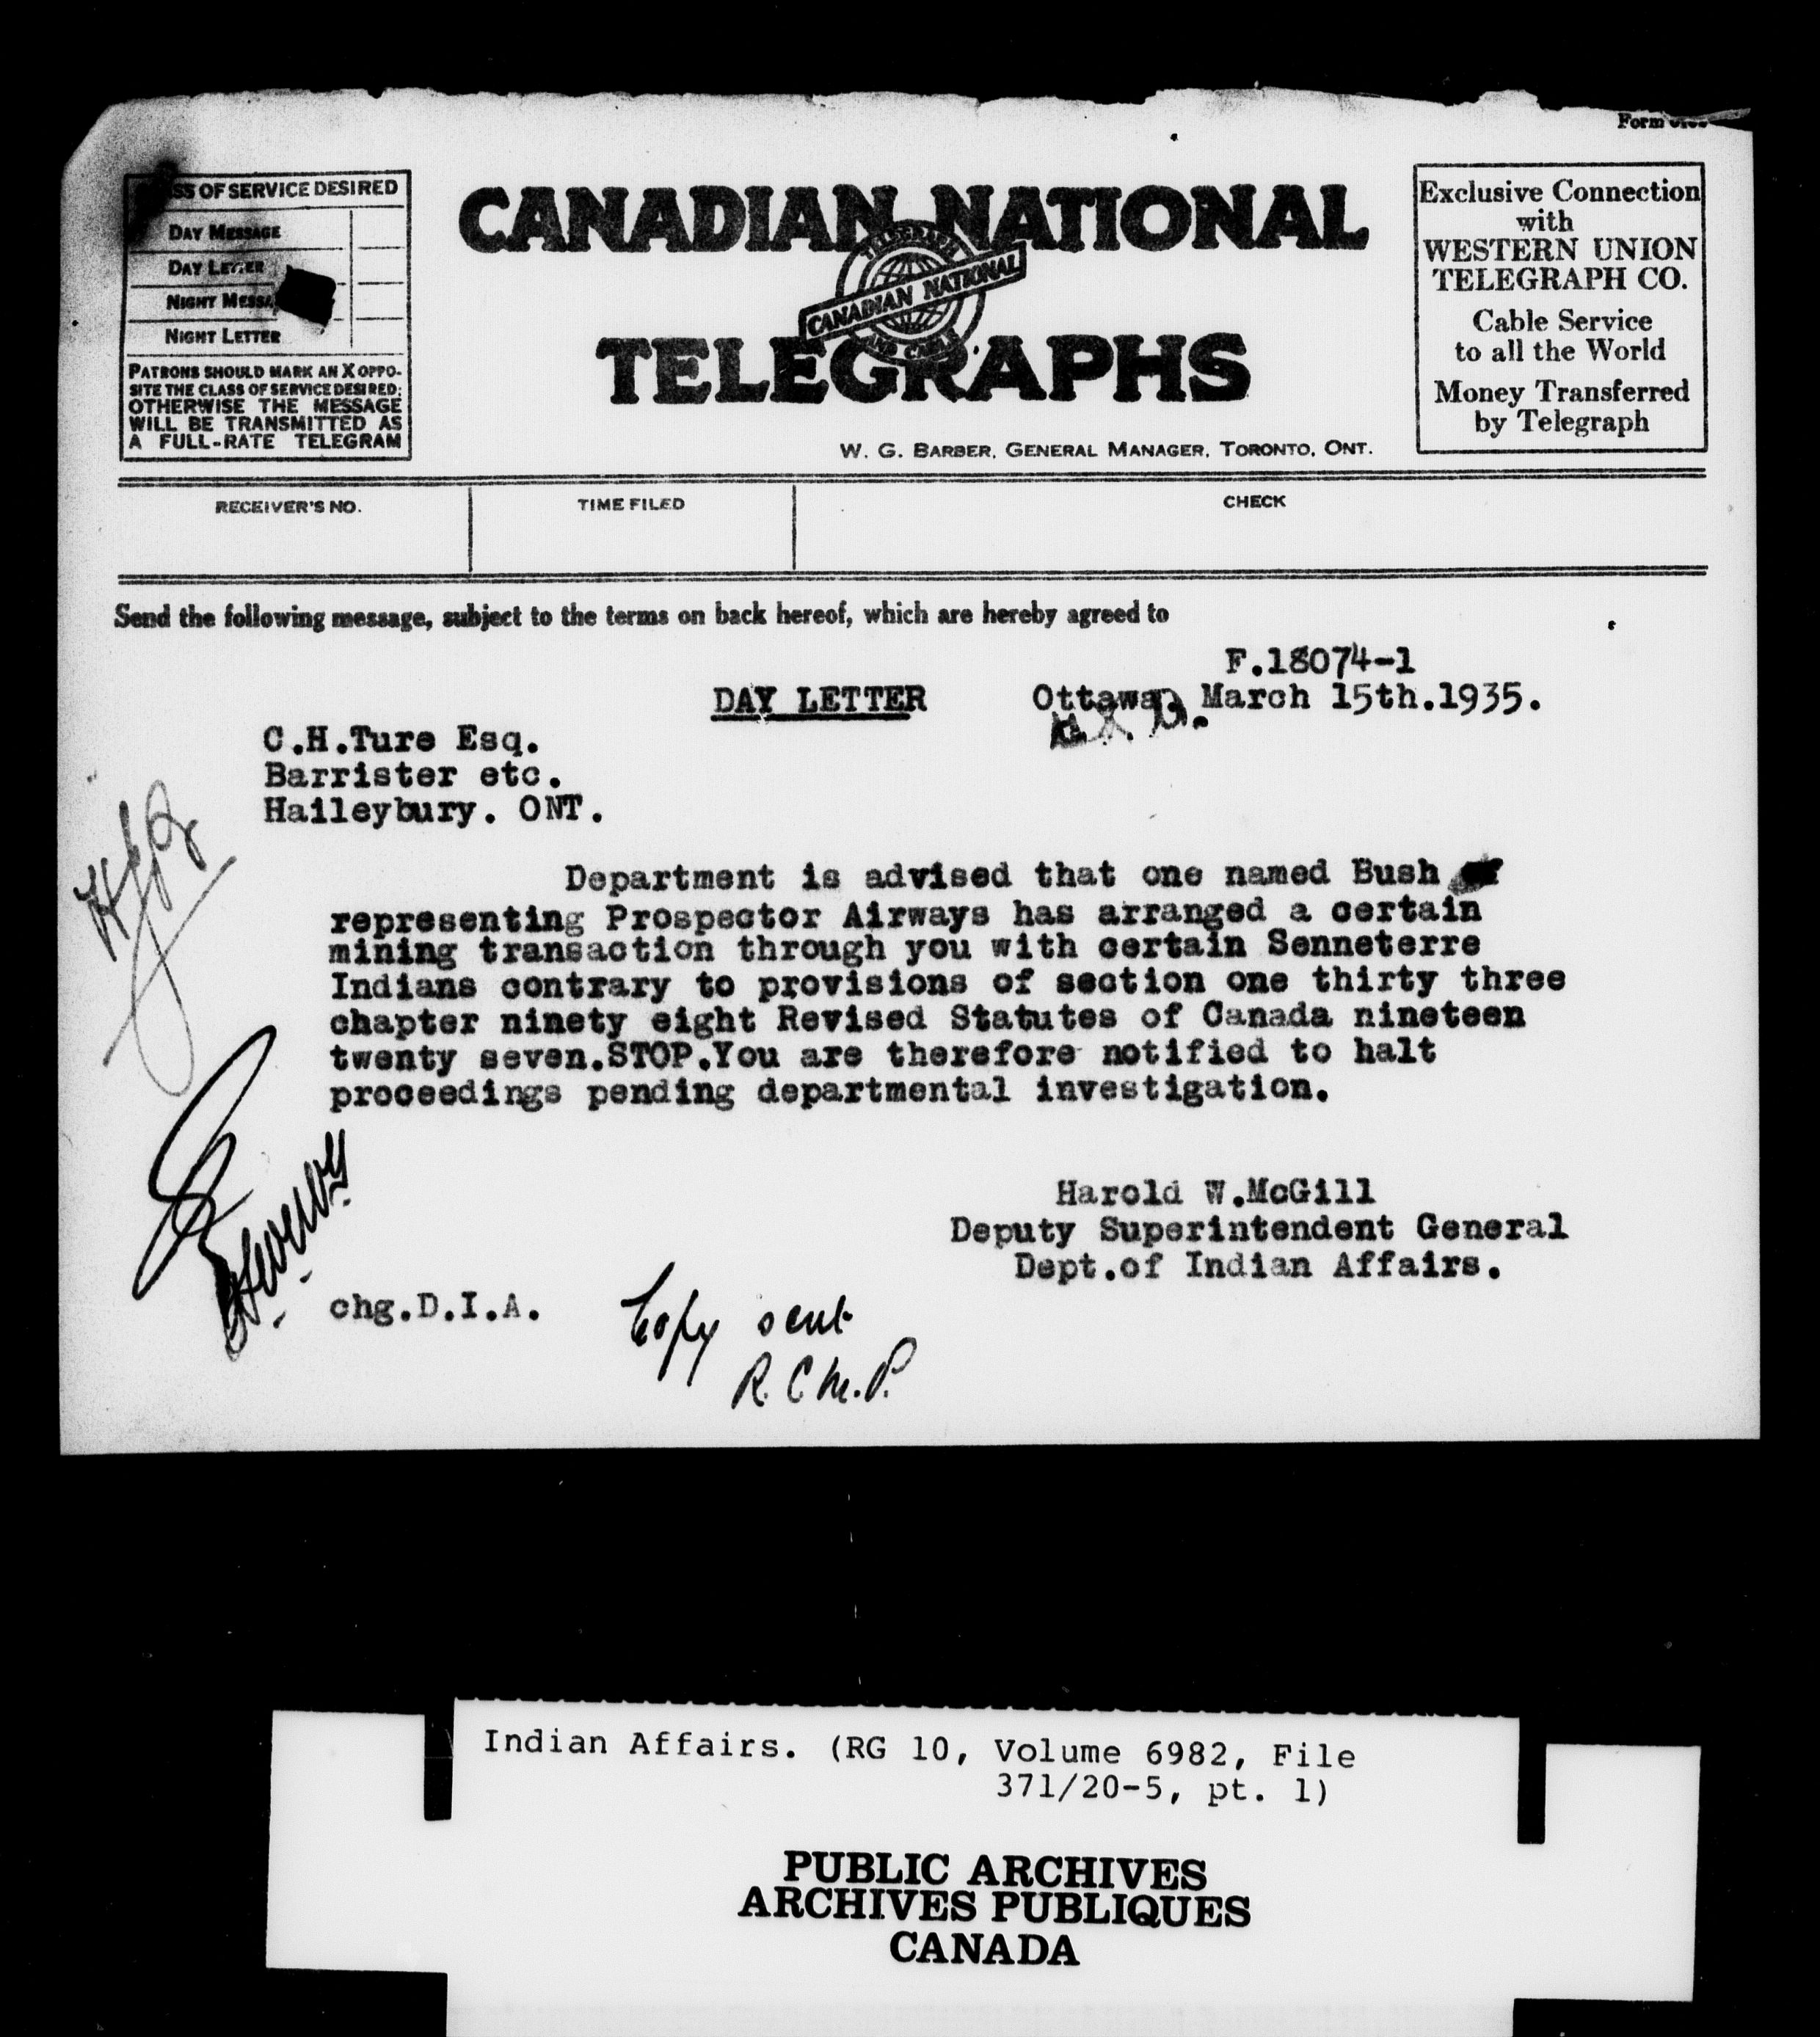 Form
OF SERVICE DESIRED
DAY MESSAGE
DAY LETTER
NIGHT
NIGHT LETTER
PATRONS SHOULD MARK AN X OPPO-
SITE THE CLASS OF SERVICE DESIRED:
OTHERWISE THE MESSAGE
WILL BE TRANSMITTED AS
A FULL-RATE TELEGRAM
CANADIAN NATIONAL
TELEGRAPH
CANADIAN NATIONAL
AND CABLE
TELEGRAPHS
W. G. BARBER, GENERAL MANAGER, TORONTO, ONT.
Exclusive Connection
with
WESTERN UNION
TELEGRAPH CO.
Cable Service
to all the World
Money Transferred
by Telegraph
RECEIVER'S NO. TIME FILED CHECK
Send the following message, subject to the terms on back hereof, which are hereby agreed to
F.18074-1
DAY LETTER Ottawa, March 15th.1935.
C.H.Ture Esq.
Barrister etc.
Haileybury. ONT.
Department is advised that one named Bush
representing Prospector Airways has arranged a certain
mining transaction through you with certain Senneterre
Indians contrary to provisions of section one thirty three
chapter ninety eight Revised Statutes of Canada nineteen
twenty seven.STOP.You are therefore notified to halt
proceedings pending departmental investigation.
Harold W.McGill
Deputy Superintendent General
Dept.of Indian Affairs.
chg.D.I.A.
Copy sent
R.C.M.P.
Indian Affairs. (RG 10, Volume 6982, File
371/20-5, pt. 1)
PUBLIC ARCHIVES
ARCHIVES PUBLIQUES
CANADA